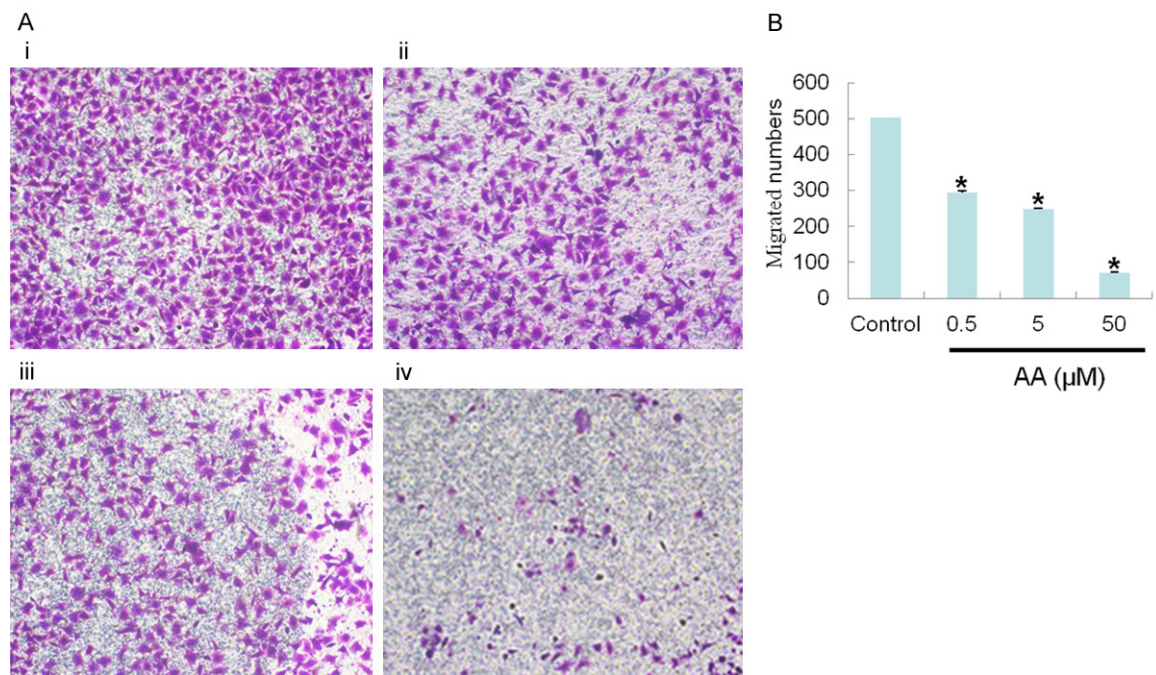 A
i
ii
iii
iv
B
Migrated numbers
600
500
400
300
200
100
0
*
*
*
Control 0.5 5 50
AA (µM)